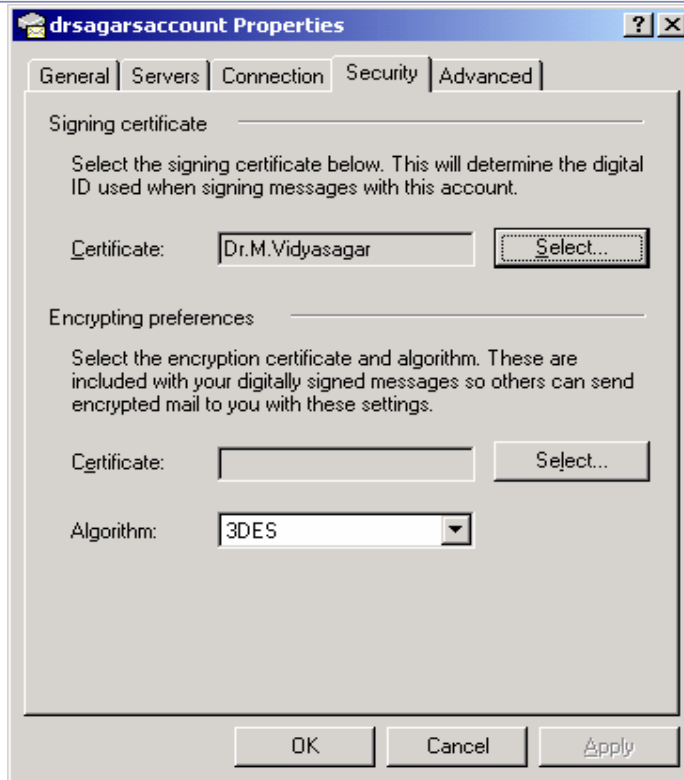 drsagarsaccount Properties
General Servers Connection Security Advanced
Signing certificate
Select the signing certificate below. This will determine the digital
ID used when signing messages with this account.
Certificate: Dr.M.Vidyasagar Select...
Encrypting preferences
Select the encryption certificate and algorithm. These are
included with your digitally signed messages so others can send
encrypted mail to you with these settings.
Certificate: Select...
Algorithm: 3DES
OK Cancel Apply